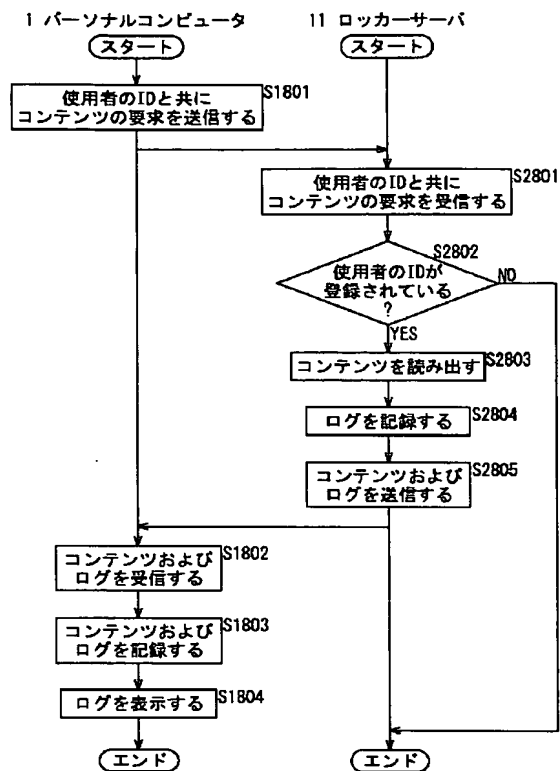 1 パーソナルコンピュータ
11 ロッカーサーバ
スタート
スタート
使用者のIDと共に
コンテンツの要求を送信する
S1801
使用者のIDと共に
コンテンツの要求を受信する
S2801
S2802
使用者のIDが
登録されている
?
NO
YES
コンテンツを読み出す
S2803
ログを記録する
S2804
コンテンツおよび
ログを送信する
S2805
コンテンツおよび
ログを受信する
S1802
コンテンツおよび
ログを記録する
S1803
ログを表示する
S1804
エンド
エンド